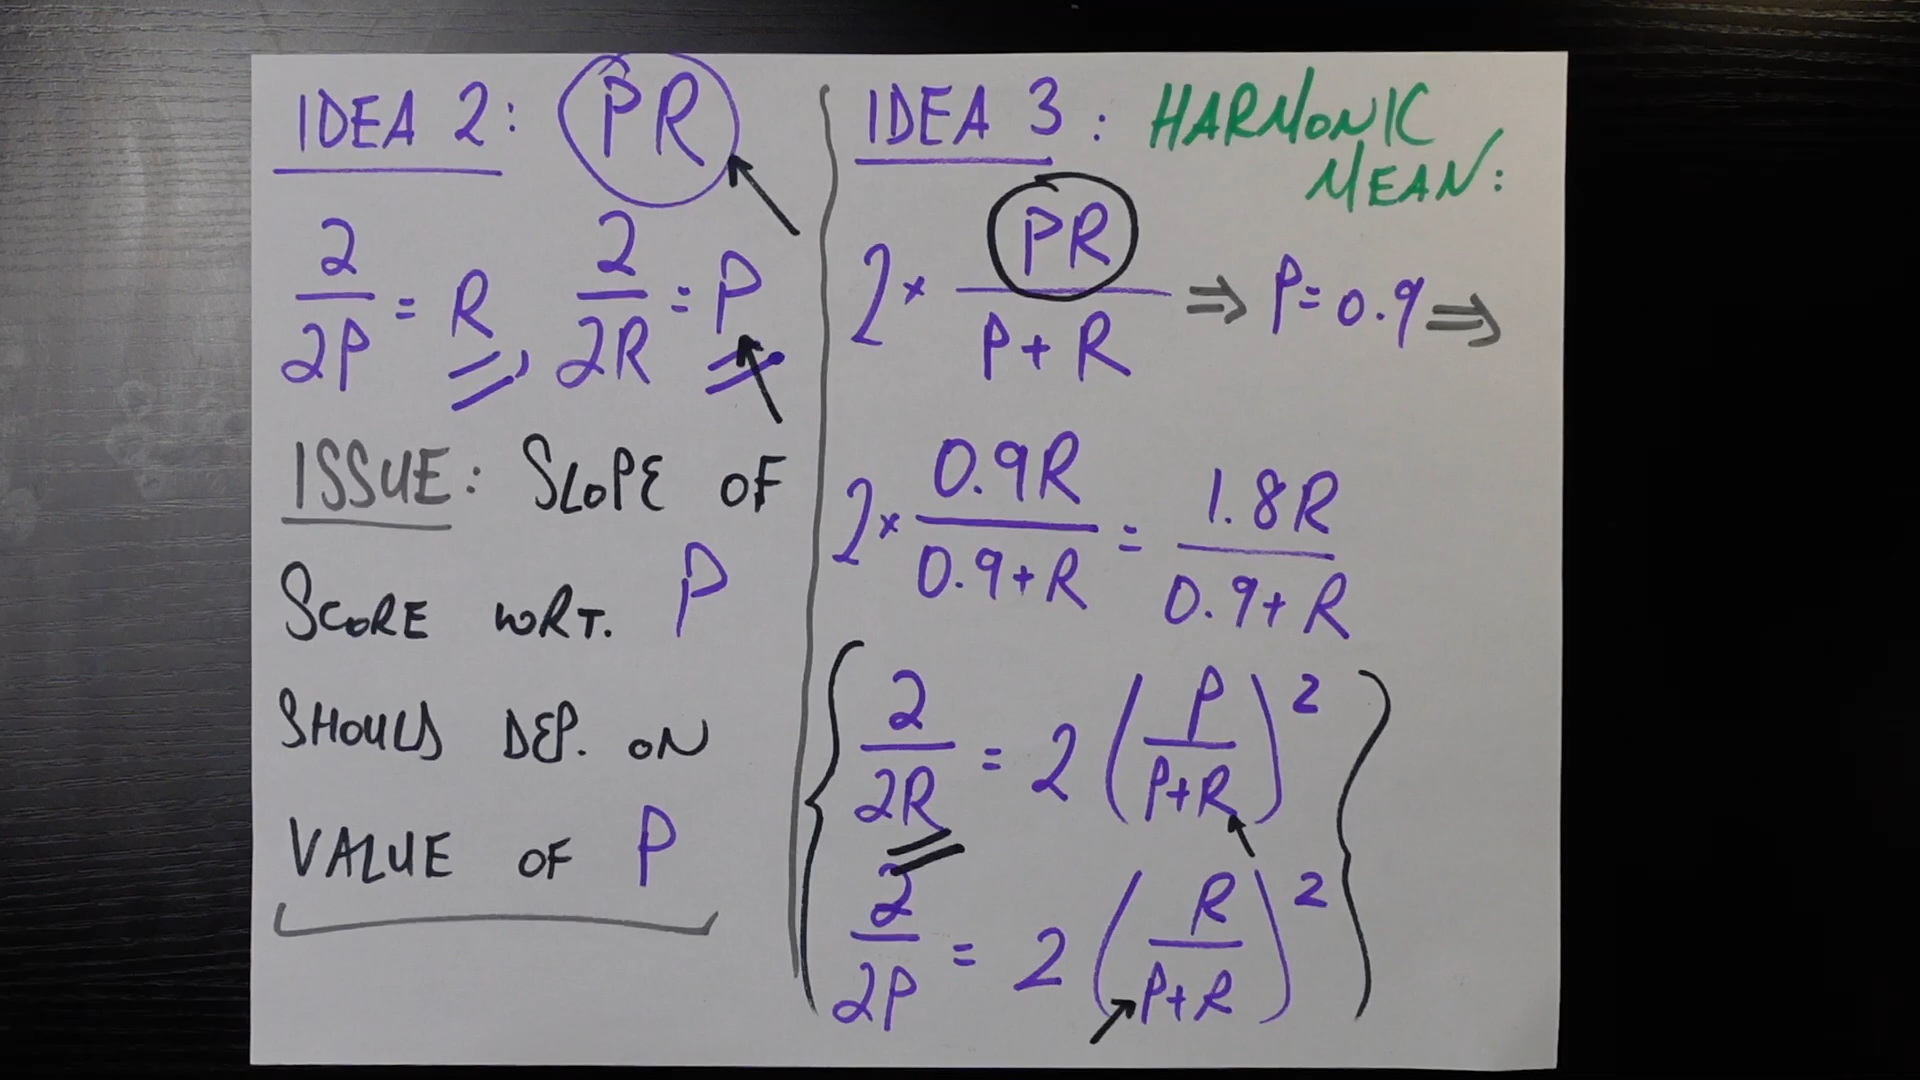 IDEA 2: PR
2/2P = R, 2/2R = P
ISSUE: SLOPE OF
SCORE WRT. P
SHOULD DEP. ON
VALUE OF P
IDEA 3: HARMONIC
MEAN:
2 × PR/(P+R) ⇒ P=0.9 ⇒
2 × 0.9R/(0.9+R) = 1.8R/(0.9+R)
2/2R = 2 (P/(P+R))²
2/2P = 2 (R/(P+R))²